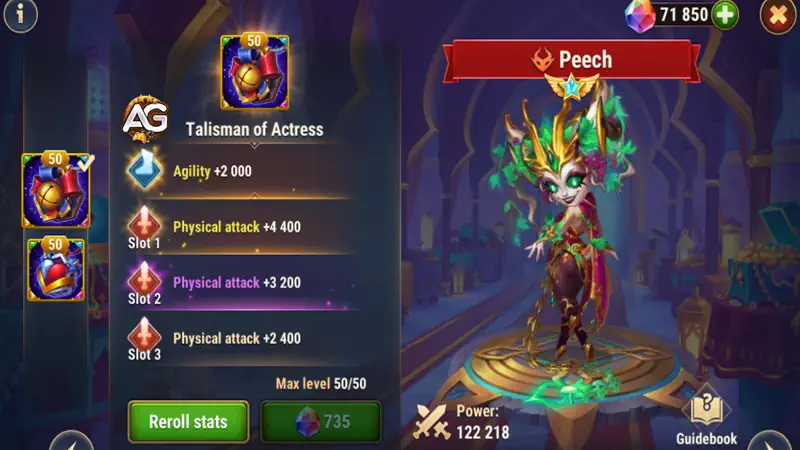 i
71 850
50
Peech
AG
Talisman of Actress
50
Agility +2 000
Physical attack +4 400
Slot 1
50
Physical attack +3 200
Slot 2
Physical attack +2 400
Slot 3
Max level 50/50
Reroll stats
735
Power:
122 218
?
Guidebook